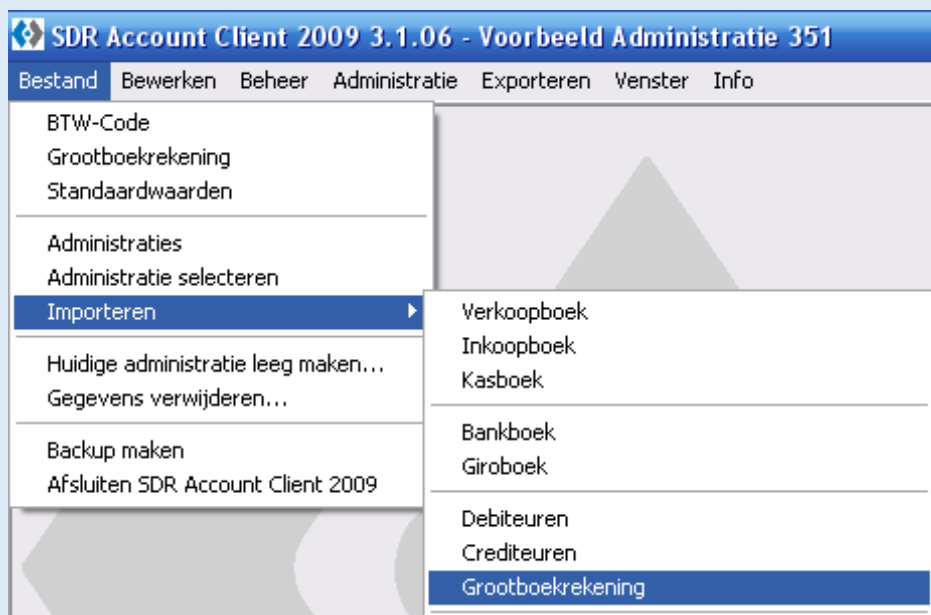 SDR Account Client 2009 3.1.06 - Voorbeeld Administratie 351
Bestand Bewerken Beheer Administratie Exporteren Venster Info
BTW-Code
Grootboekrekening
Standaardwaarden
Administraties
Administratie selecteren
Importeren
Huidige administratie leeg maken...
Gegevens verwijderen...
Backup maken
Afsluiten SDR Account Client 2009
Verkoopboek
Inkoopboek
Kasboek
Bankboek
Giroboek
Debiteuren
Crediteuren
Grootboekrekening